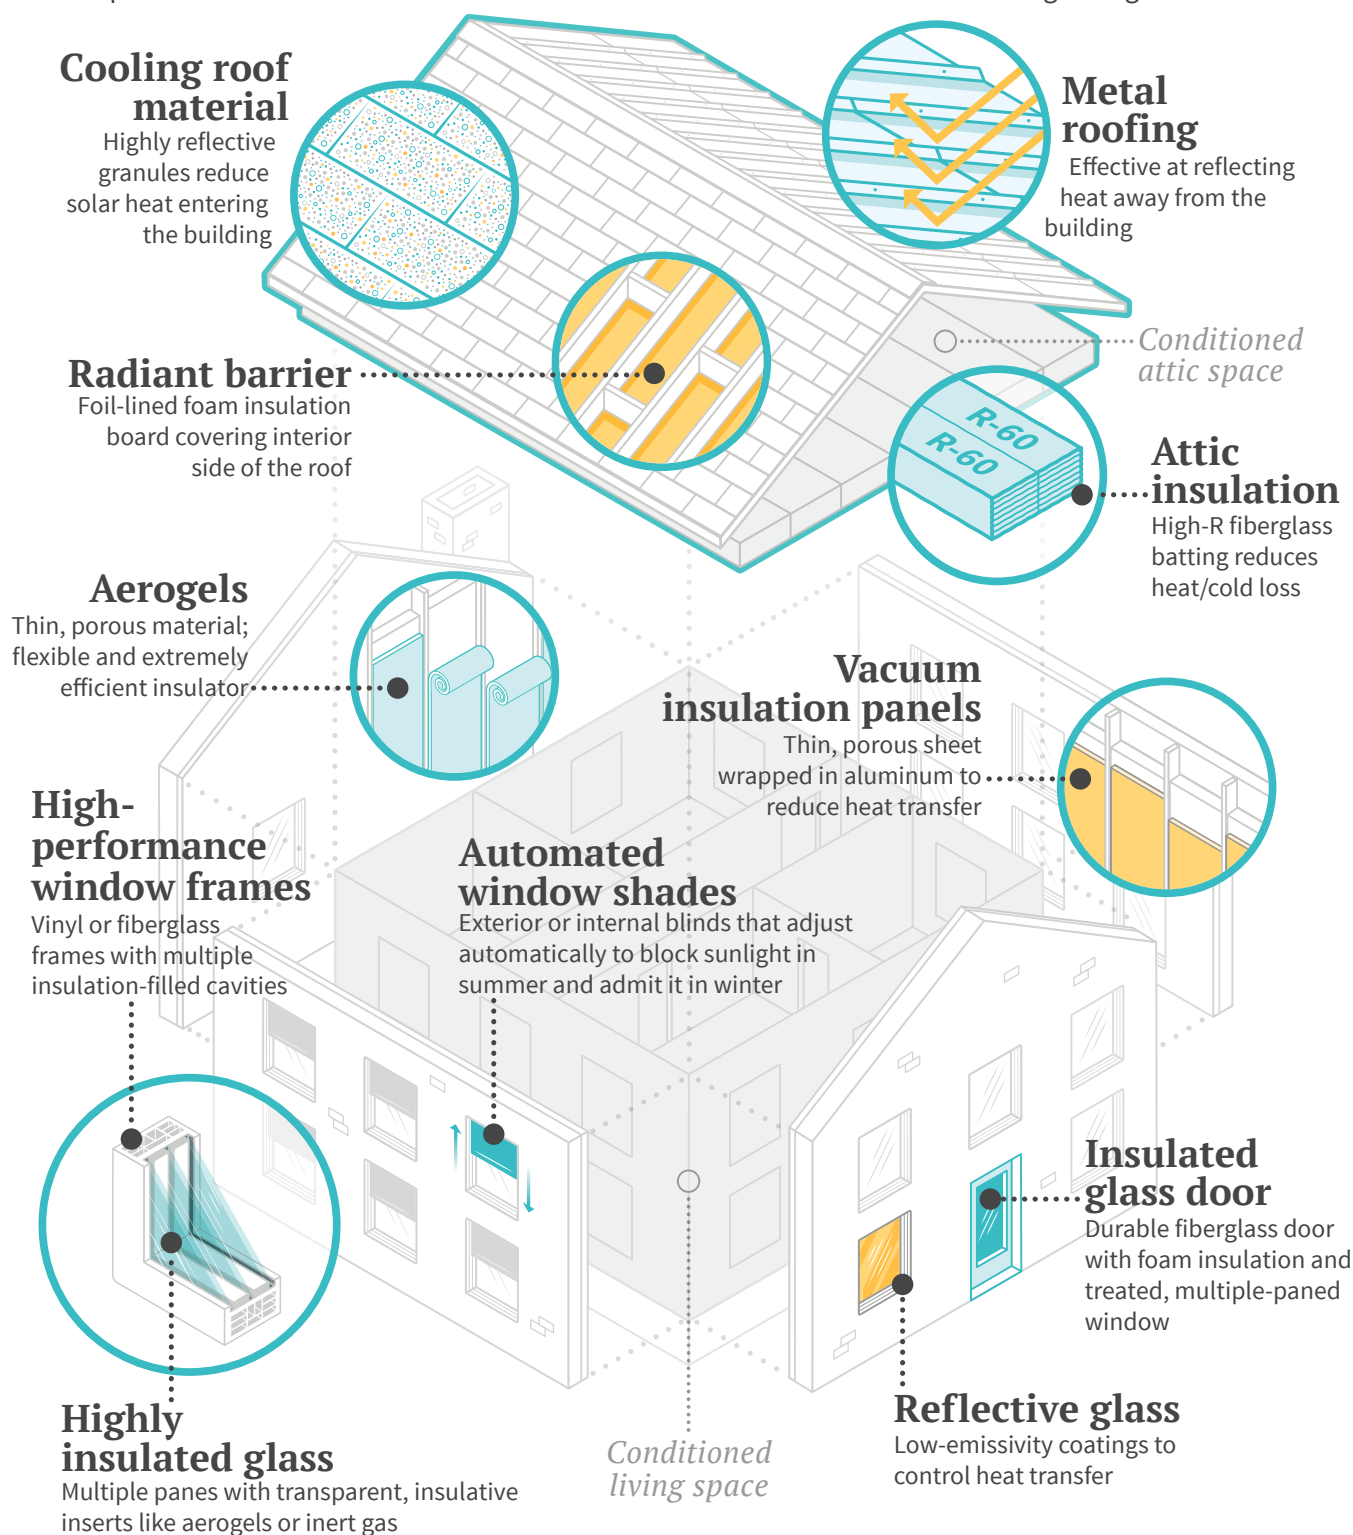 Cooling roof
material
Highly reflective
granules reduce
solar heat entering
the building
Metal
roofing
Effective at reflecting
heat away from the
building
Conditioned
attic space
Radiant barrier
Foil-lined foam insulation
board covering interior
side of the roof
R-60
R-60
Attic
insulation
High-R fiberglass
batting reduces
heat/cold loss
Aerogels
Thin, porous material;
flexible and extremely
efficient insulator
Vacuum
insulation panels
Thin, porous sheet
wrapped in aluminum to
reduce heat transfer
High-
performance
window frames
Vinyl or fiberglass
frames with multiple
insulation-filled cavities
Automated
window shades
Exterior or internal blinds that adjust
automatically to block sunlight in
summer and admit it in winter
Insulated
glass door
Durable fiberglass door
with foam insulation and
treated, multiple-paned
window
Highly
insulated glass
Multiple panes with transparent, insulative
inserts like aerogels or inert gas
Conditioned
living space
Reflective glass
Low-emissivity coatings to
control heat transfer